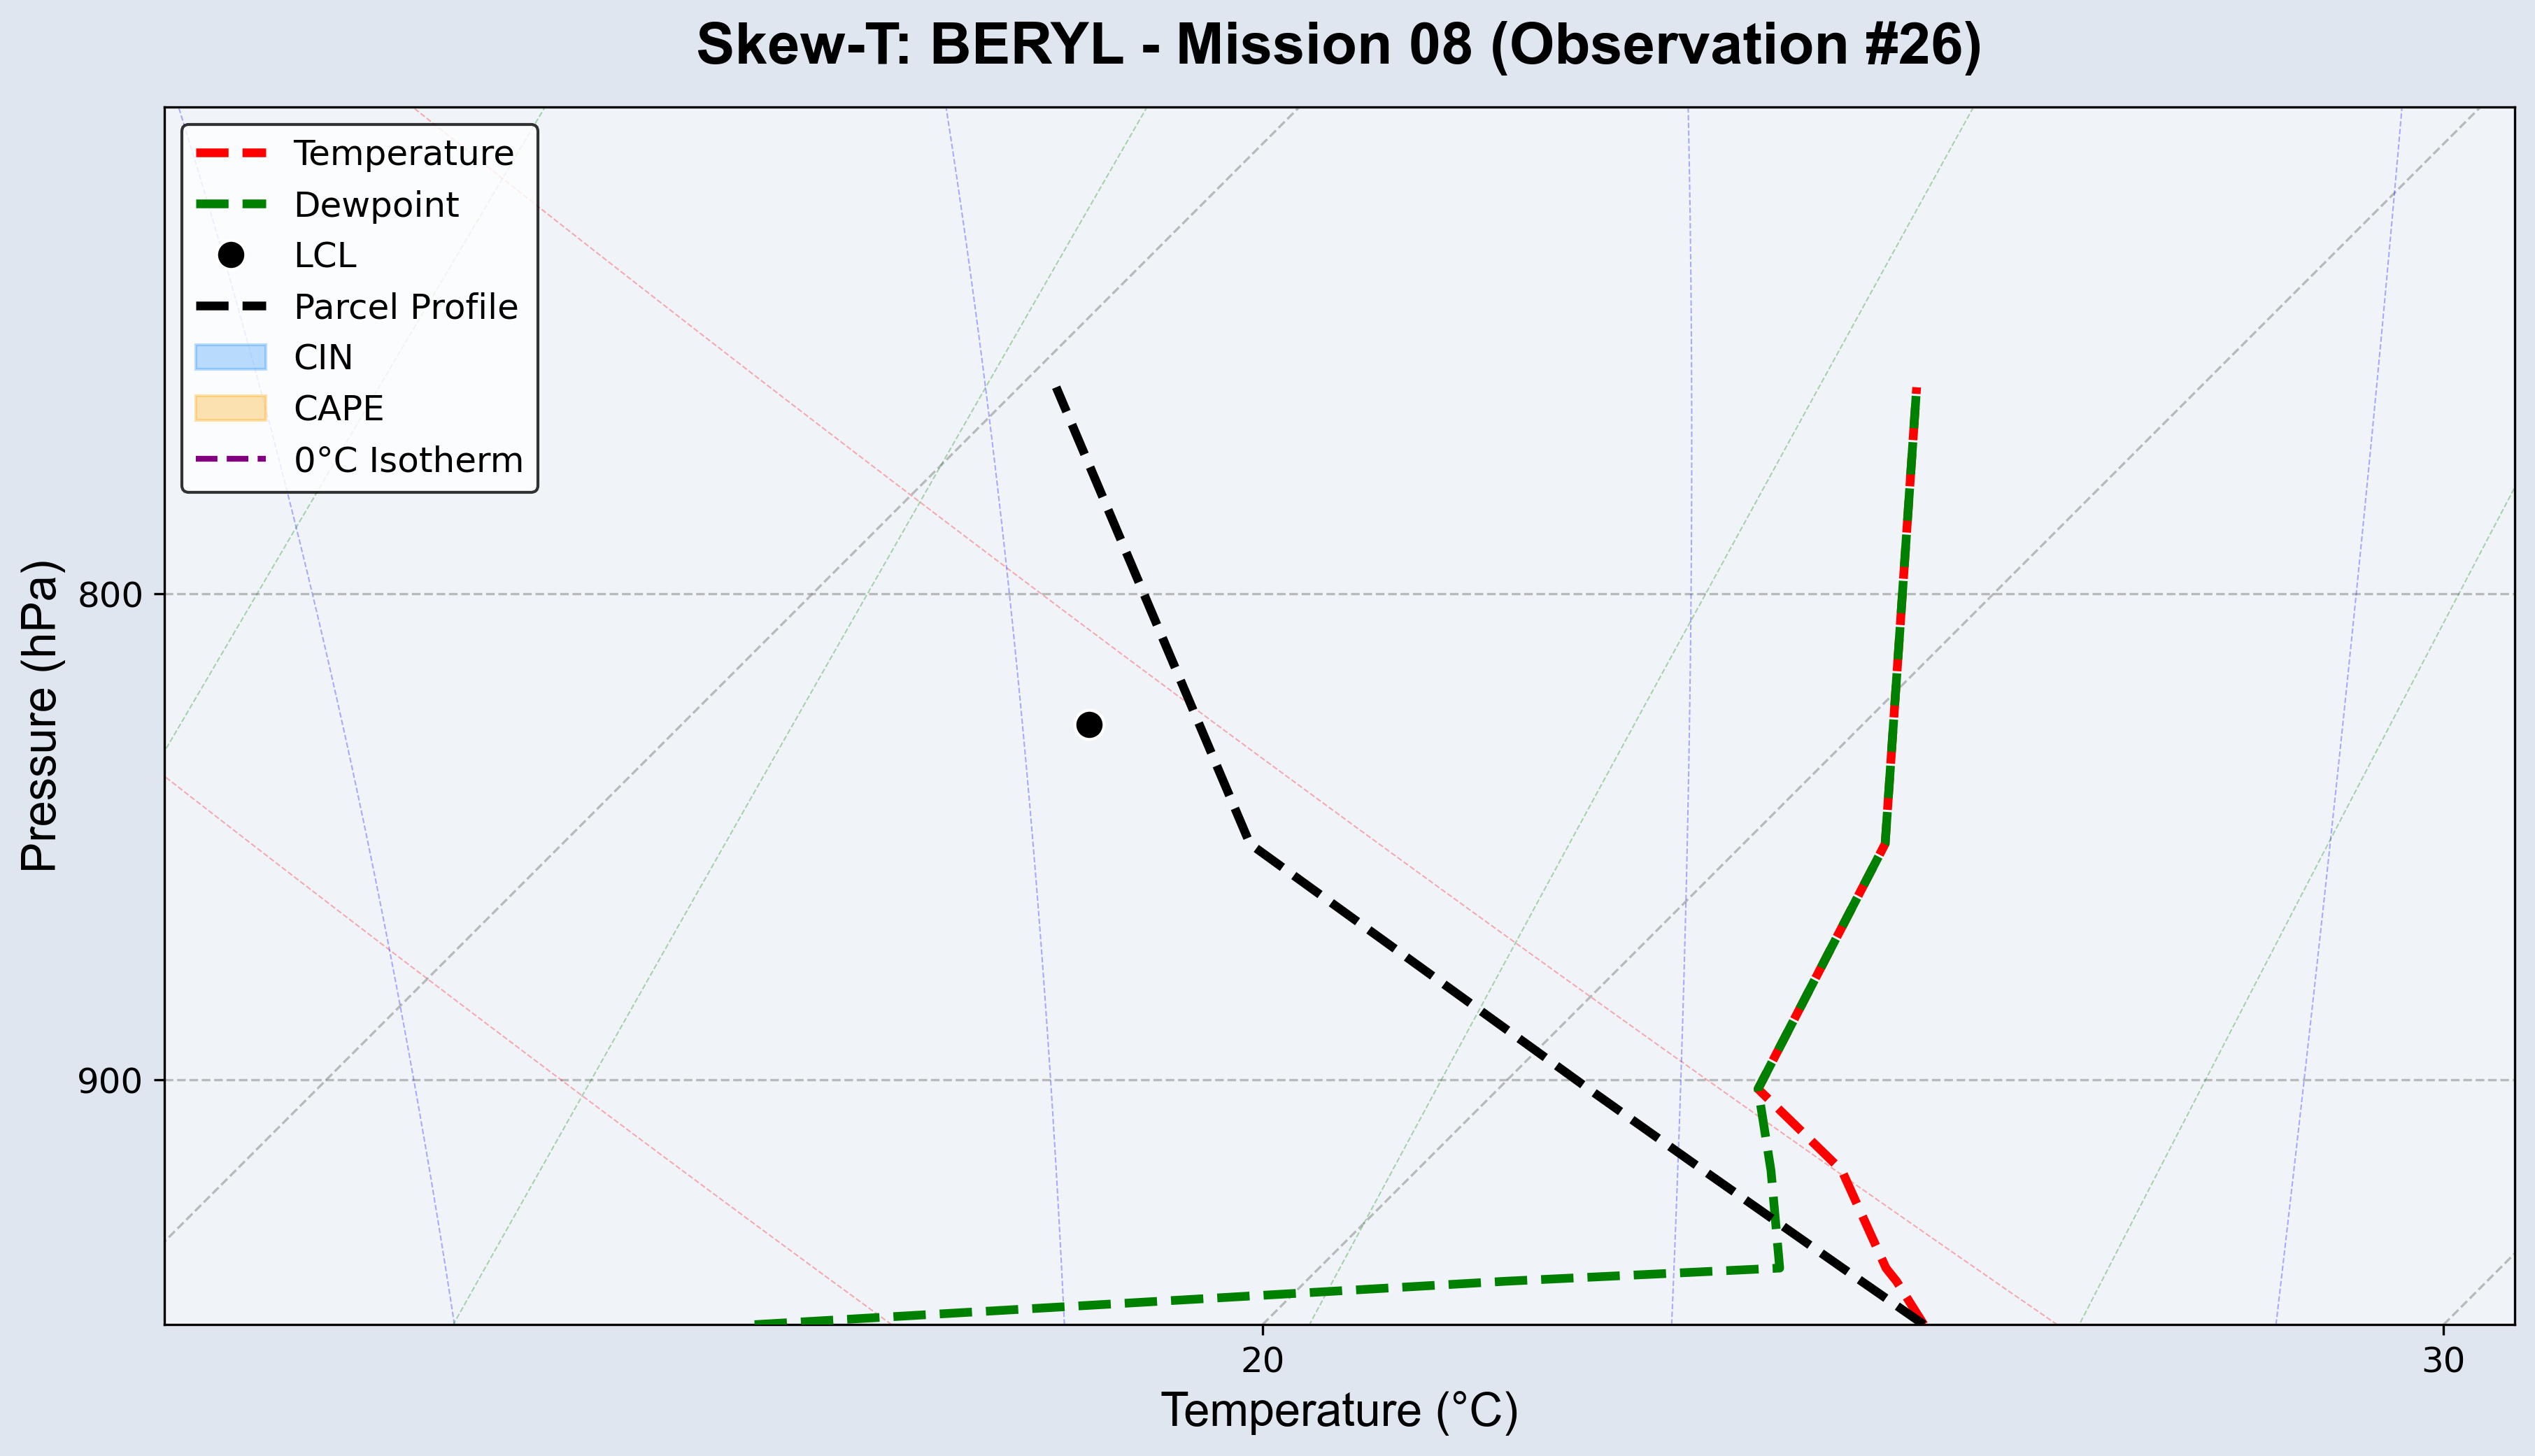 Skew-T: BERYL - Mission 08 (Observation #26)
Temperature
Dewpoint
LCL
Parcel Profile
CIN
CAPE
0°C Isotherm
Pressure (hPa)
800
900
20
30
Temperature (°C)